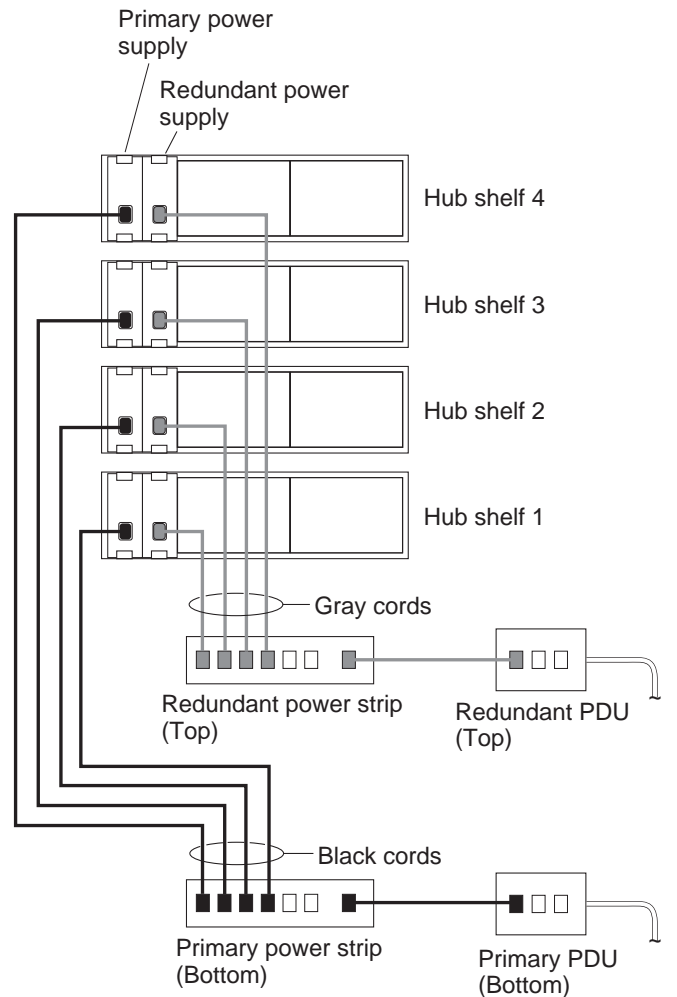 Primary power
supply
Redundant power
supply
Hub shelf 4
Hub shelf 3
Hub shelf 2
Hub shelf 1
Gray cords
Redundant power strip
(Top)
Redundant PDU
(Top)
Black cords
Primary power strip
(Bottom)
Primary PDU
(Bottom)